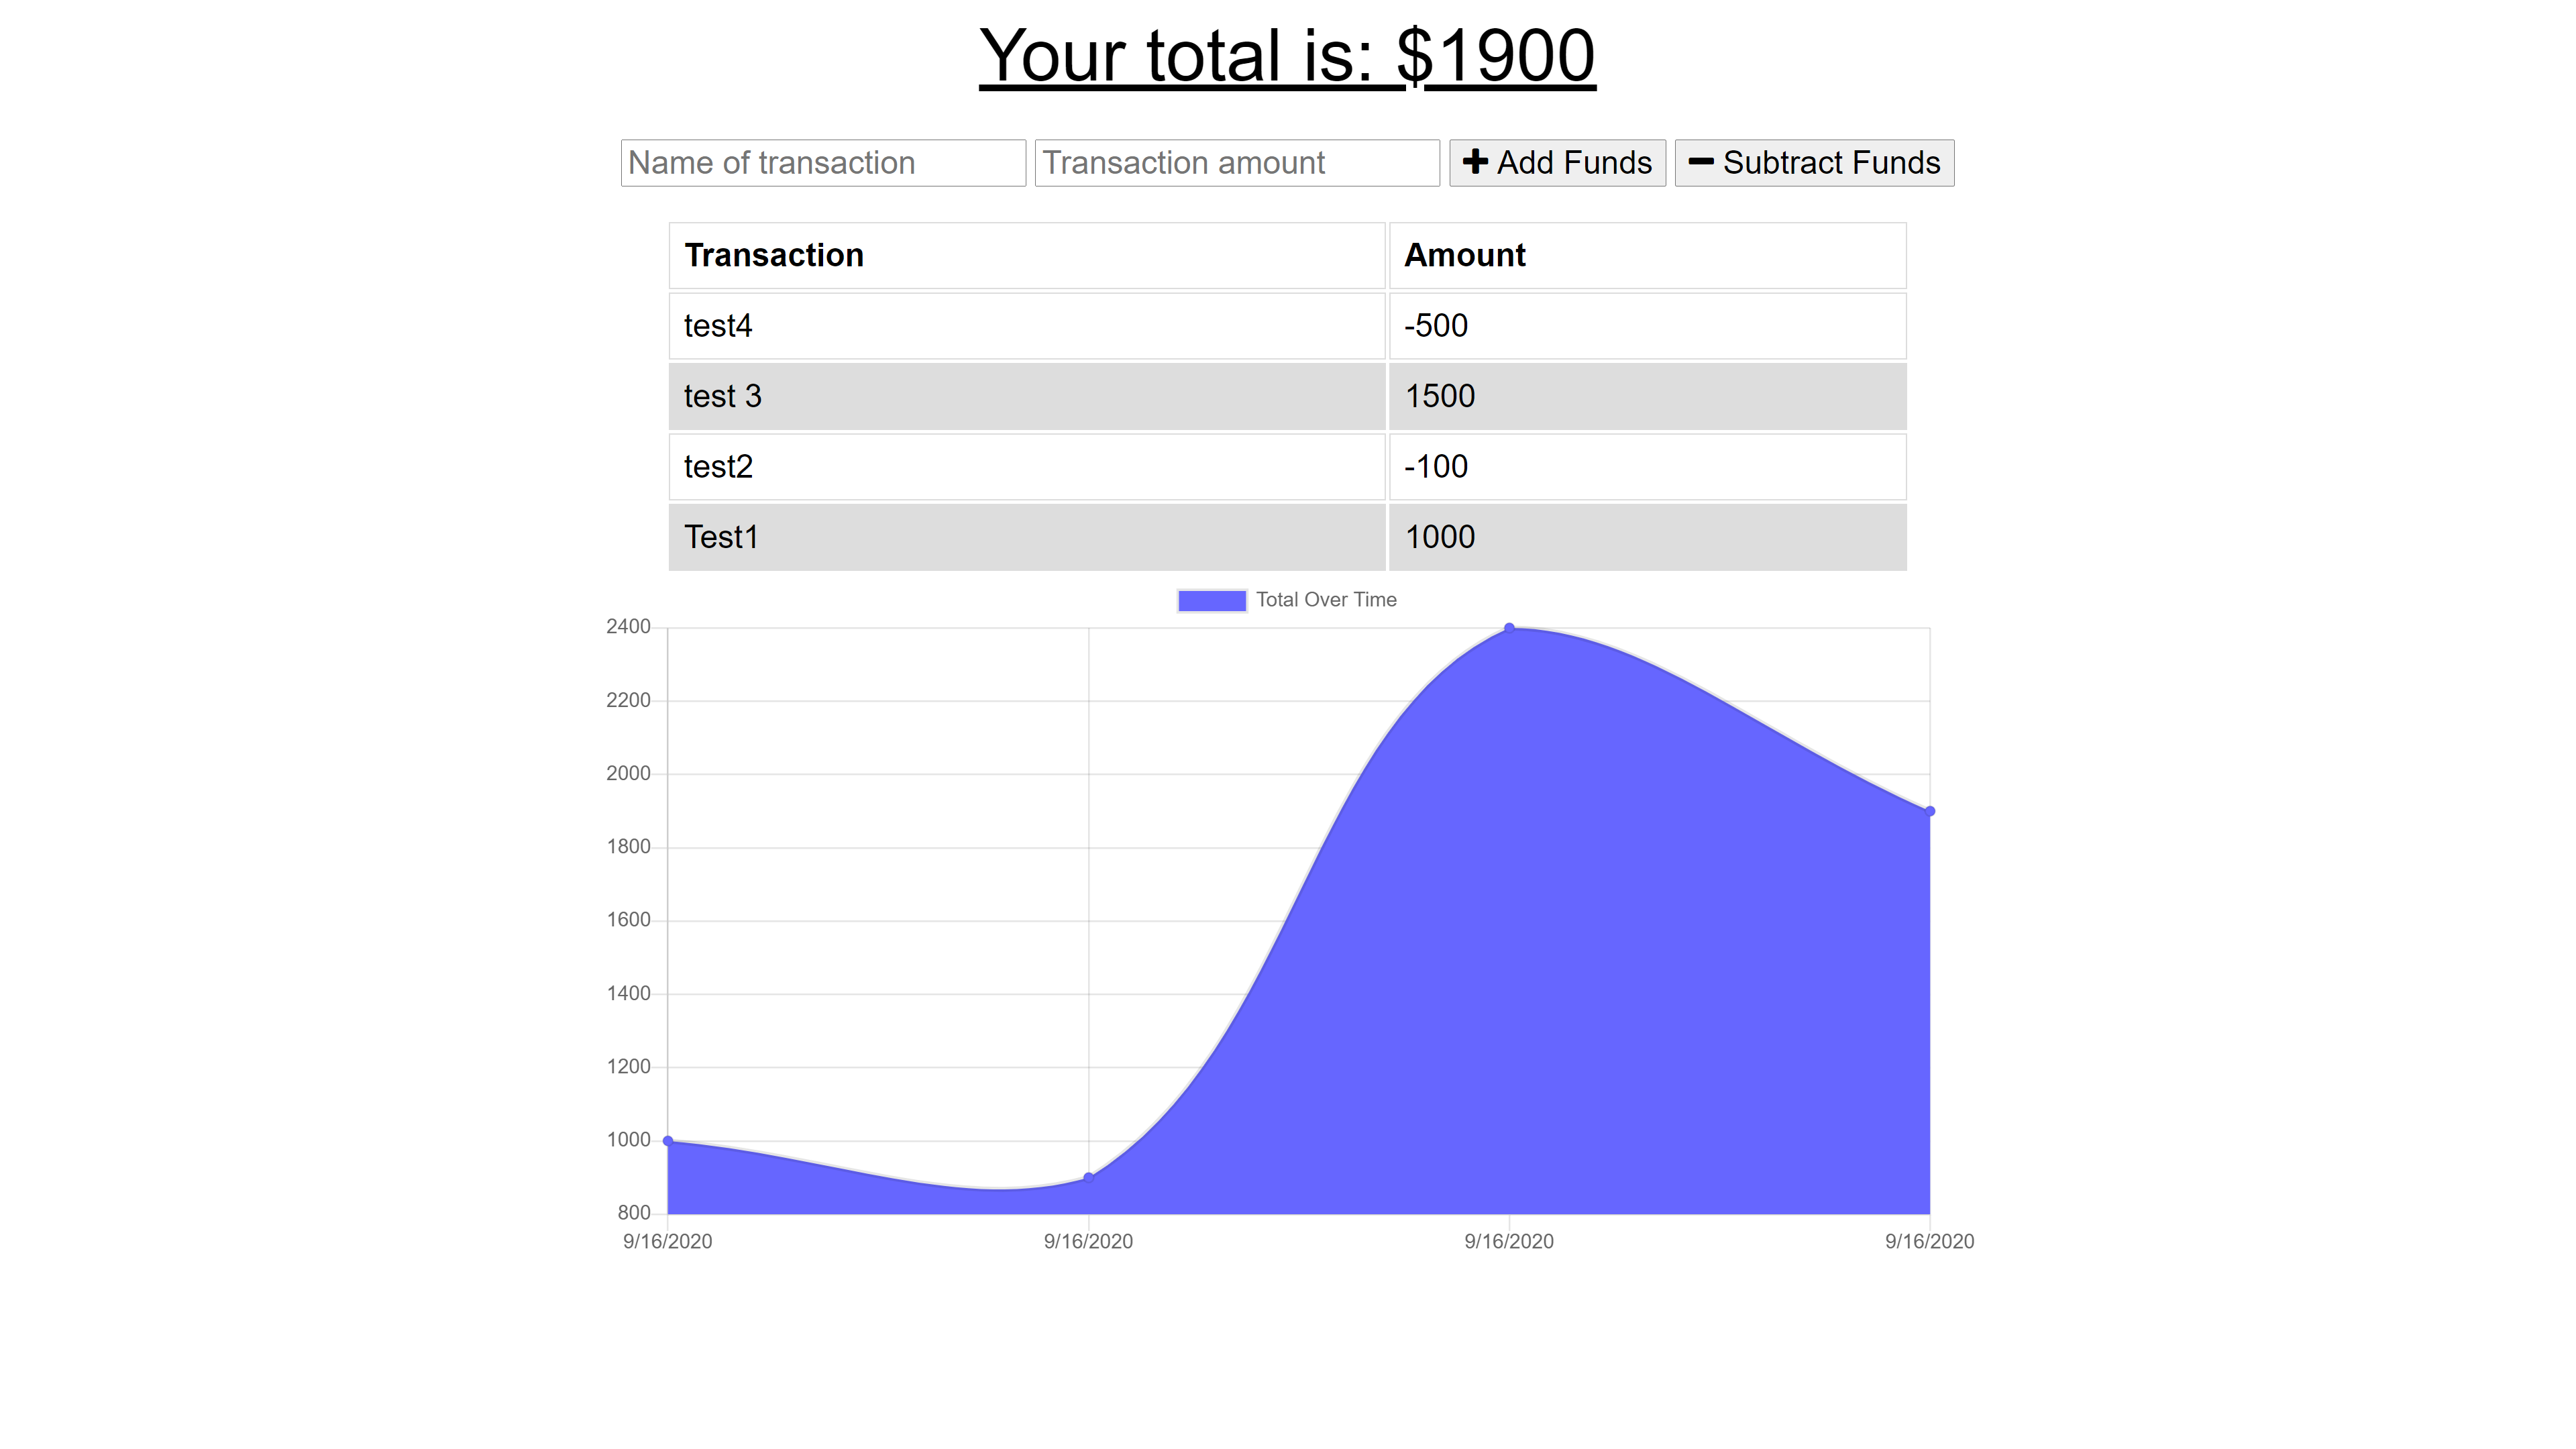 Your total is: $1900
Name of transaction Transaction amount Add Funds Subtract Funds
Transaction Amount
test4 -500
test 3 1500
test2 -100
Test1 1000
Total Over Time
2400
2200
2000
1800
1600
1400
1200
1000
800
9/16/2020 9/16/2020 9/16/2020 9/16/2020